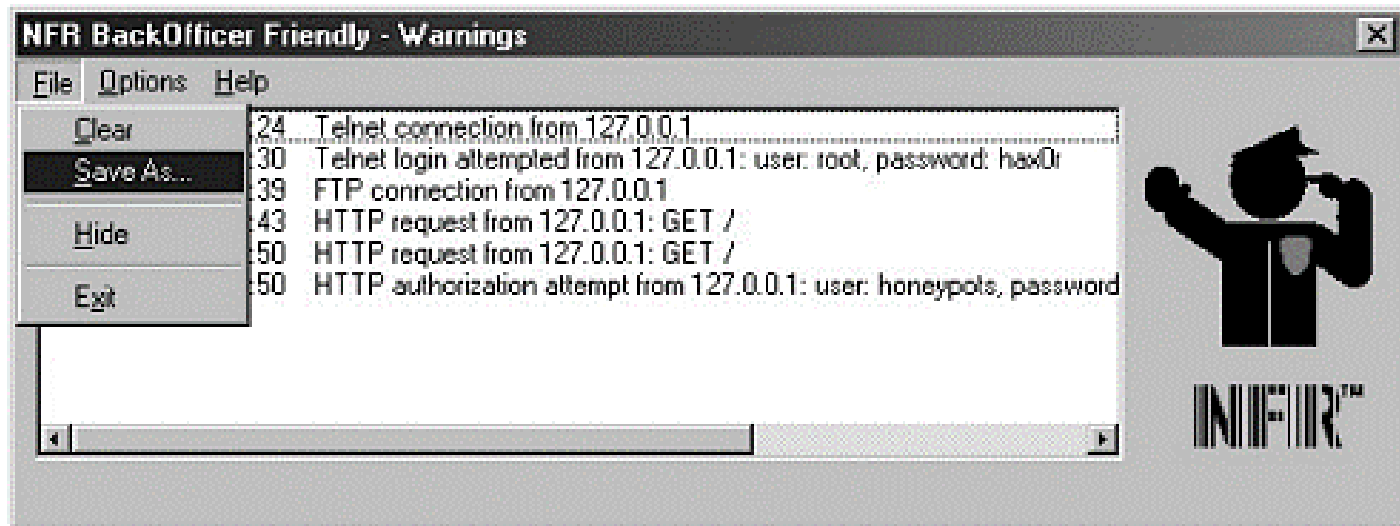 NFR BackOfficer Friendly - Warnings
File Options Help
Clear
Save As...
Hide
Exit
:24 Telnet connection from 127.0.0.1
:30 Telnet login attempted from 127.0.0.1: user: root, password: hax0r
:39 FTP connection from 127.0.0.1
:43 HTTP request from 127.0.0.1: GET /
:50 HTTP request from 127.0.0.1: GET /
:50 HTTP authorization attempt from 127.0.0.1: user: honeypots, password
NFR™